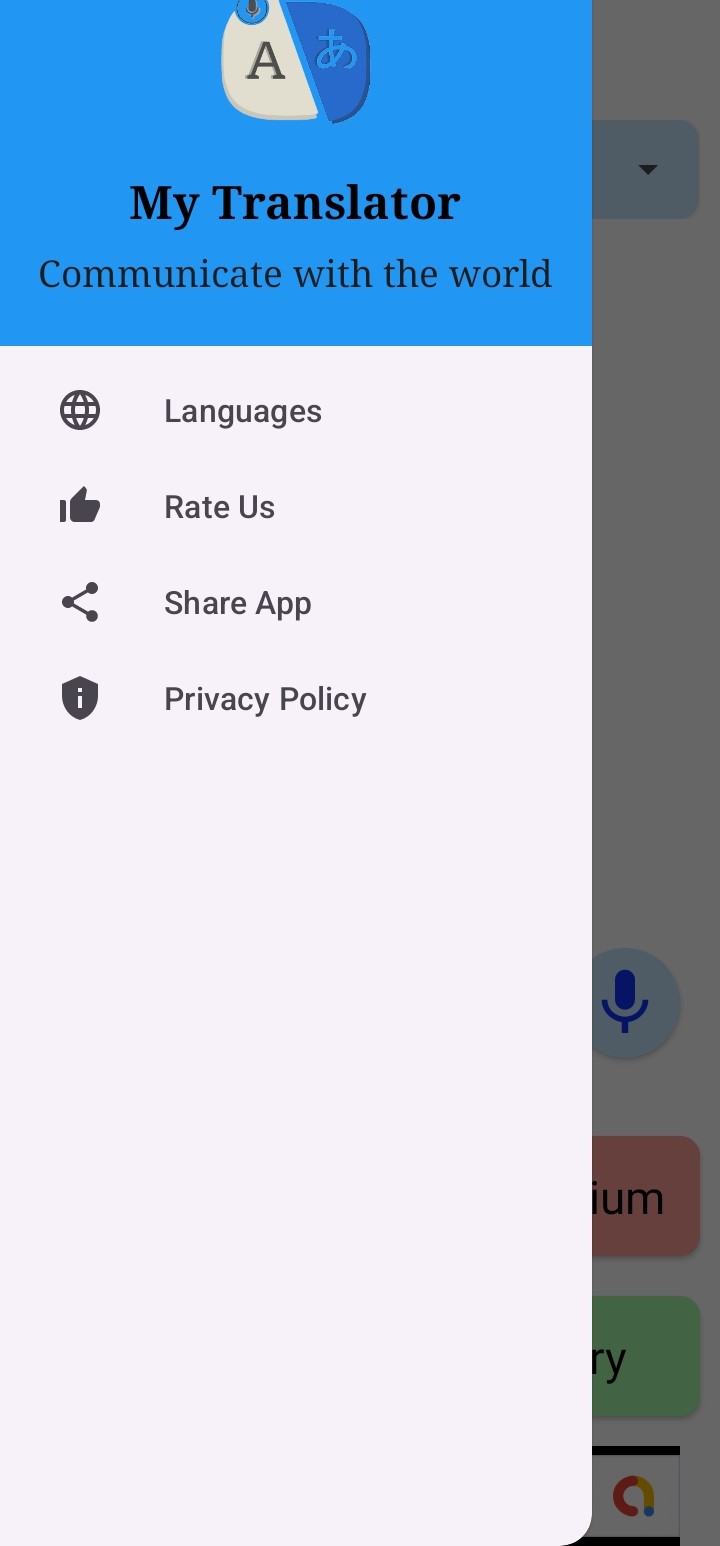 A あ
My Translator
Communicate with the world
Languages
Rate Us
Share App
Privacy Policy
ium
ry